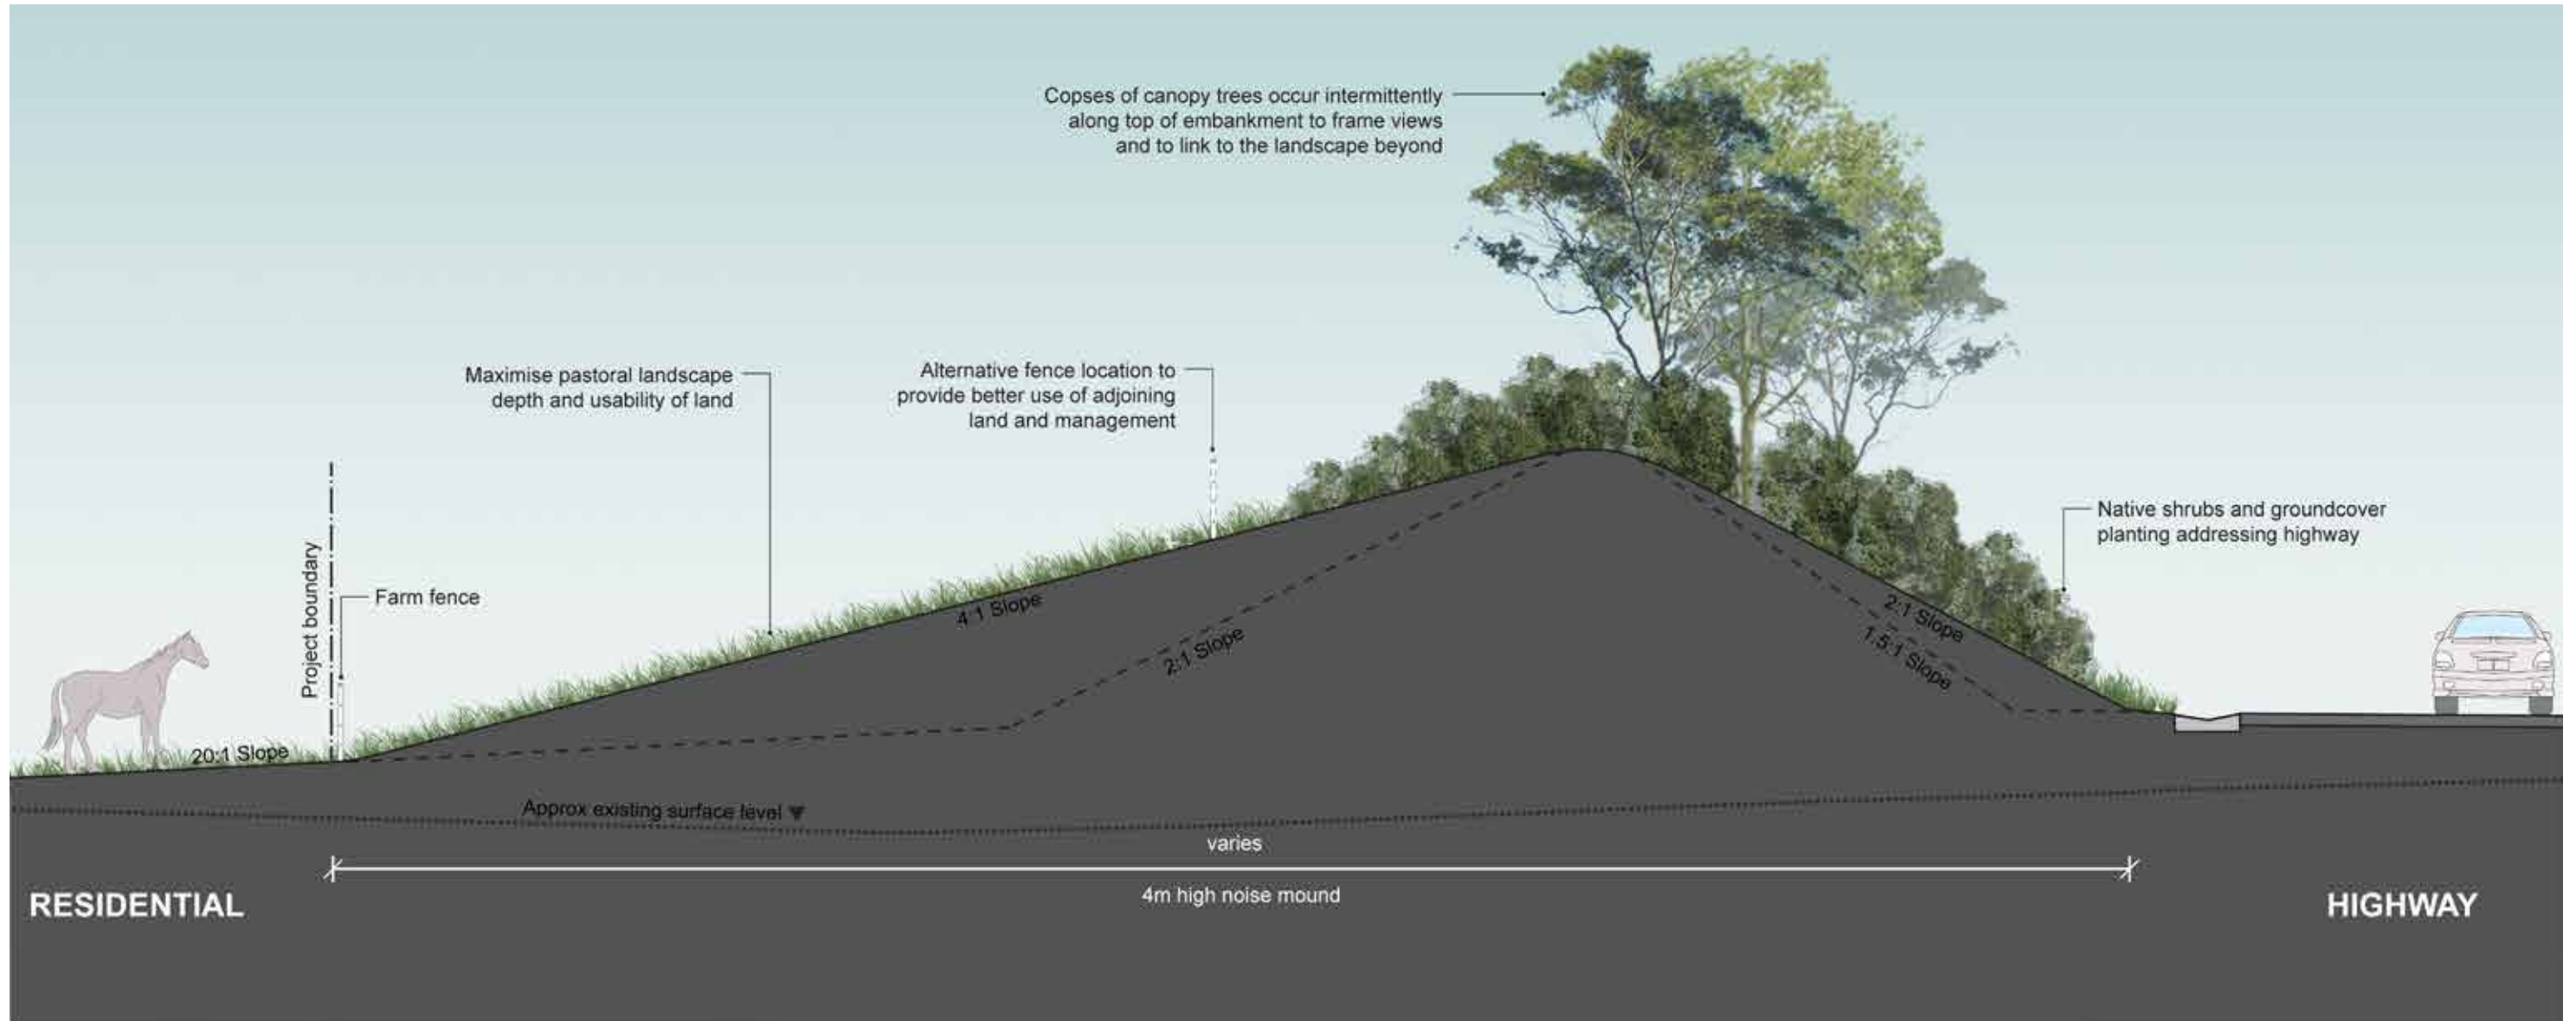 Copses of canopy trees occur intermittently
along top of embankment to frame views
and to link to the landscape beyond
Maximise pastoral landscape
depth and usability of land
Alternative fence location to
provide better use of adjoining
land and management
Native shrubs and groundcover
planting addressing highway
Project boundary
Farm fence
4:1 Slope
2:1 Slope
2:1 Slope
1.5:1 Slope
20:1 Slope
Approx existing surface level
varies
4m high noise mound
RESIDENTIAL
HIGHWAY